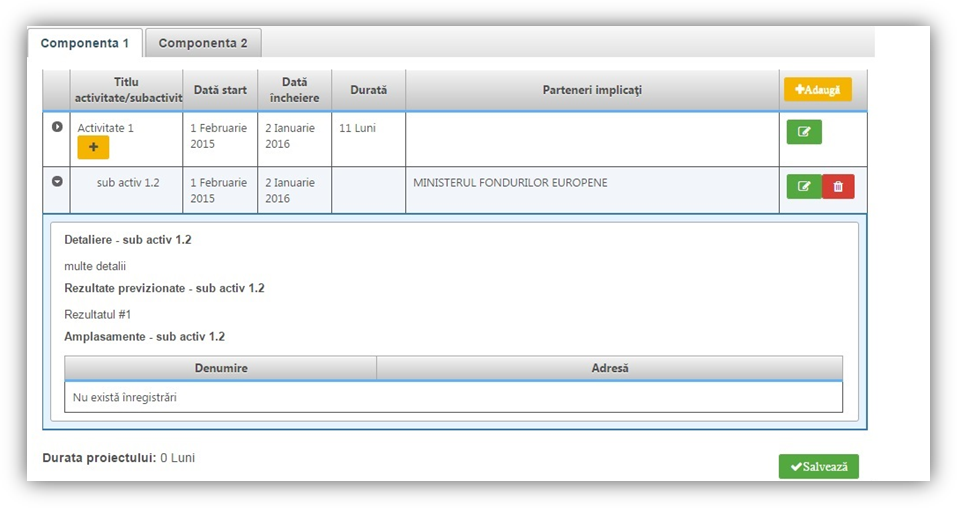 Componenta 1 Componenta 2
Titlu activitate/subactivit Dată start Dată încheiere Durată Parteneri implicaţi Adaugă
Activitate 1 1 Februarie 2015 2 Ianuarie 2016 11 Luni
sub activ 1.2 1 Februarie 2015 2 Ianuarie 2016 MINISTERUL FONDURILOR EUROPENE
Detaliere - sub activ 1.2
multe detalii
Rezultate previzionate - sub activ 1.2
Rezultatul #1
Amplasamente - sub activ 1.2
Denumire Adresă
Nu există înregistrări
Durata proiectului: 0 Luni
Salvează